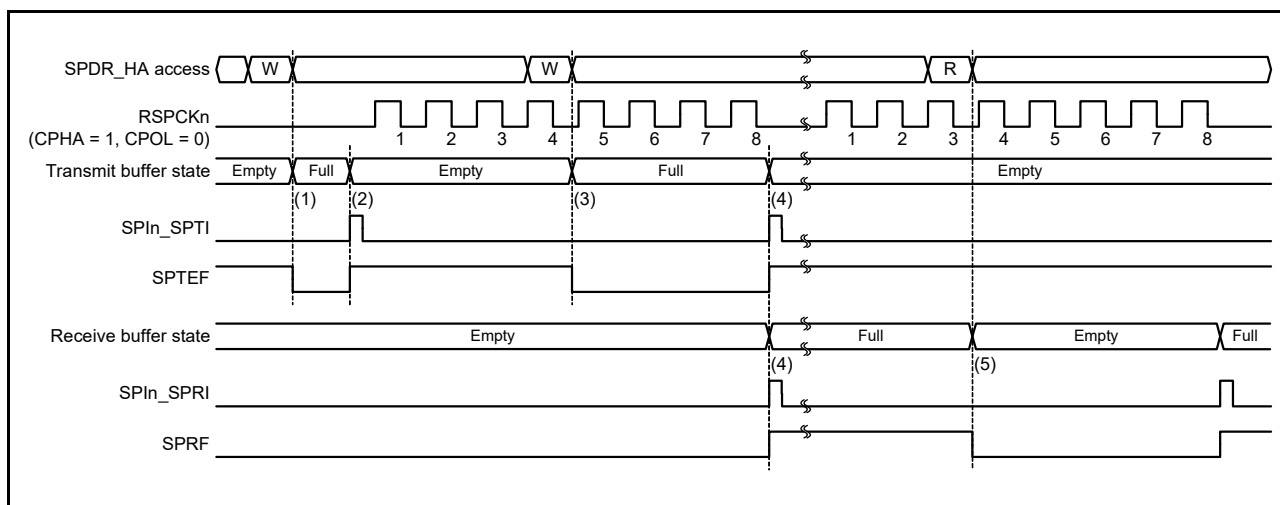 SPDR_HA access W W R
RSPCKn
(CPHA = 1, CPOL = 0) 1 2 3 4 5 6 7 8 1 2 3 4 5 6 7 8
Transmit buffer state Empty Full Empty Full Empty
(1) (2) (3) (4)
SPIn_SPTI
SPTEF
Receive buffer state Empty Full Empty Full
(4) (5)
SPIn_SPRI
SPRF